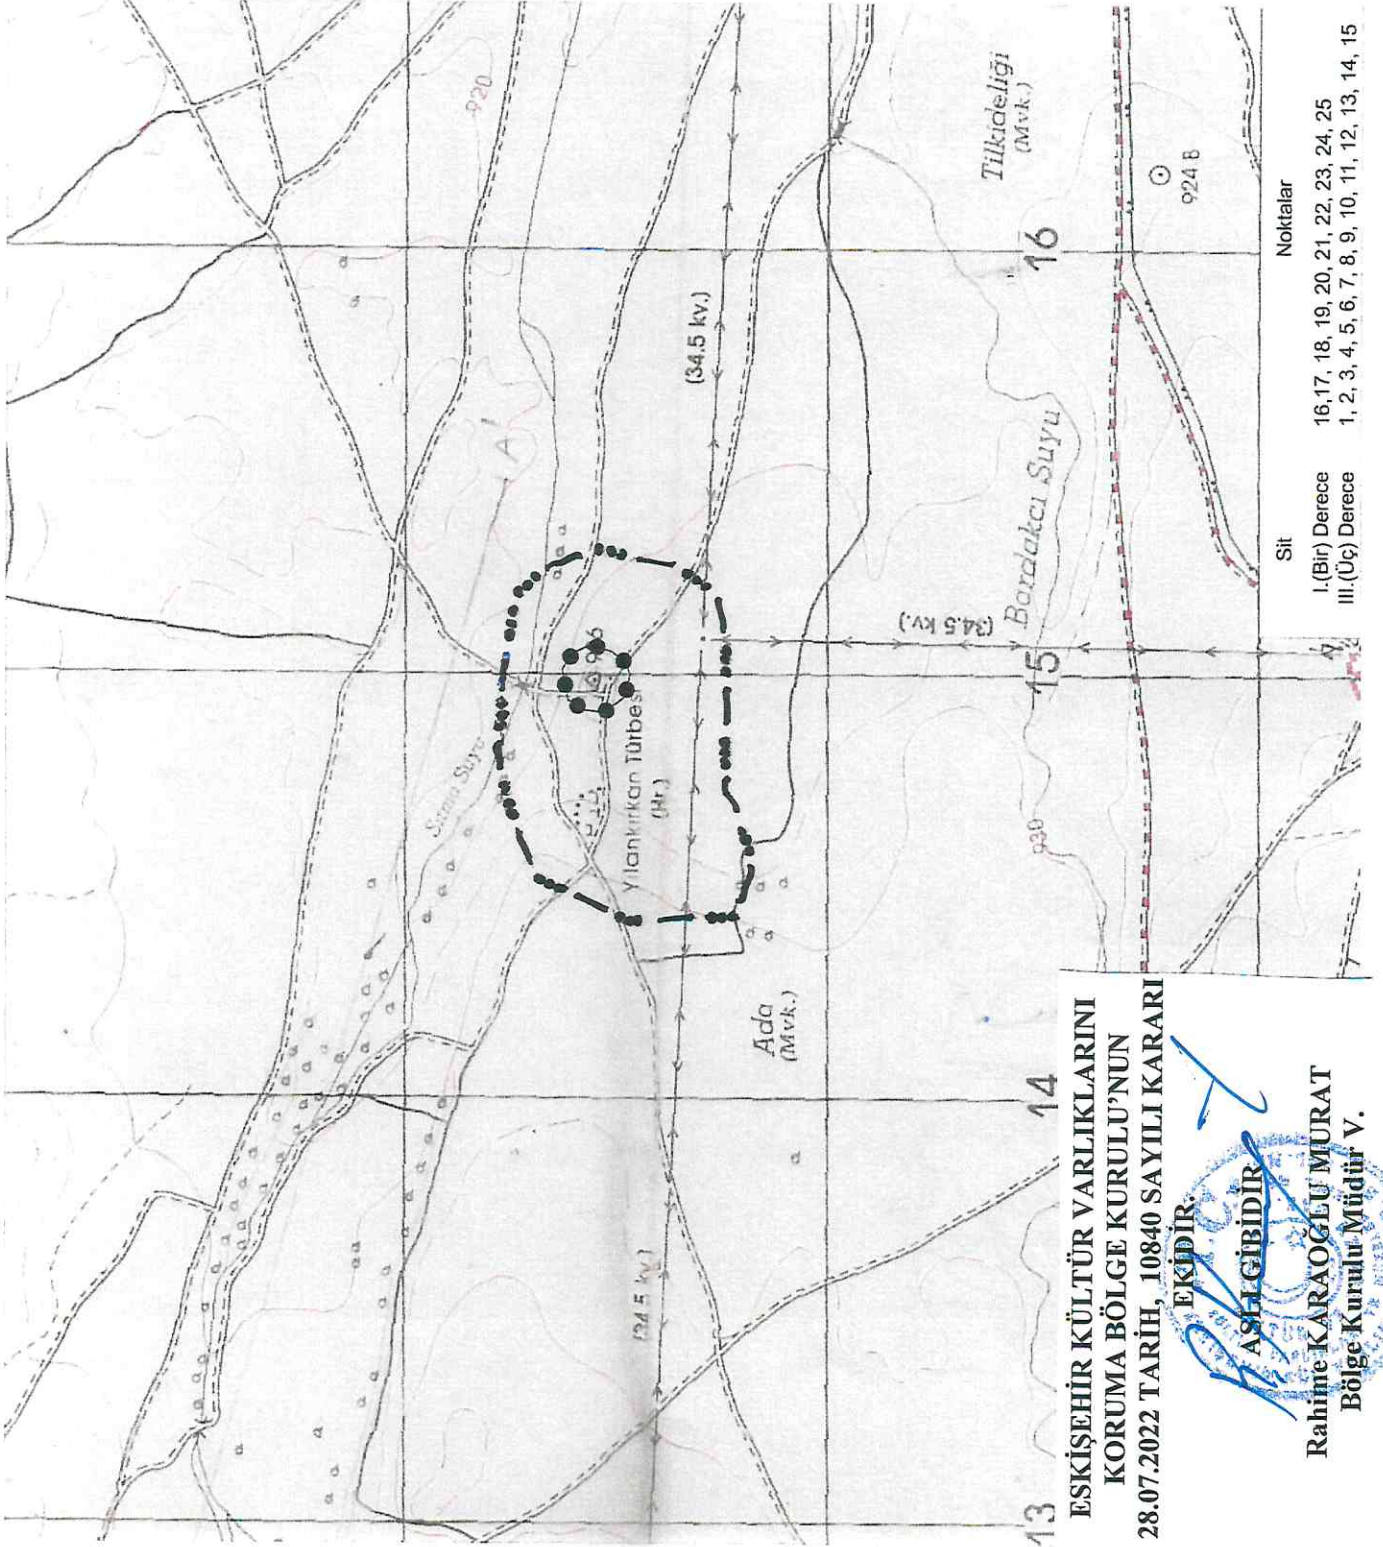 920
Tilkideliği
(Mvk.)
924 B
16
(34.5 kv.)
A
Bardakcı Suyu
(34.5 kv.)
15
Yılankırkan Türbesi
(Hr.)
930
Ada
(Mvk.)
14
(34.5 kv.)
13
Sit Noktalar
I.(Bir) Derece 16,17, 18, 19, 20, 21, 22, 23, 24, 25
III.(Üç) Derece 1, 2, 3, 4, 5, 6, 7, 8, 9, 10, 11, 12, 13, 14, 15
ESKİŞEHİR KÜLTÜR VARLIKLARINI
KORUMA BÖLGE KURULU’NUN
28.07.2022 TARİH, 10840 SAYILI KARARI
EKİDİR.
ASLI GİBİDİR
Rahime KARAOĞLU MURAT
Bölge Kurulu Müdür V.